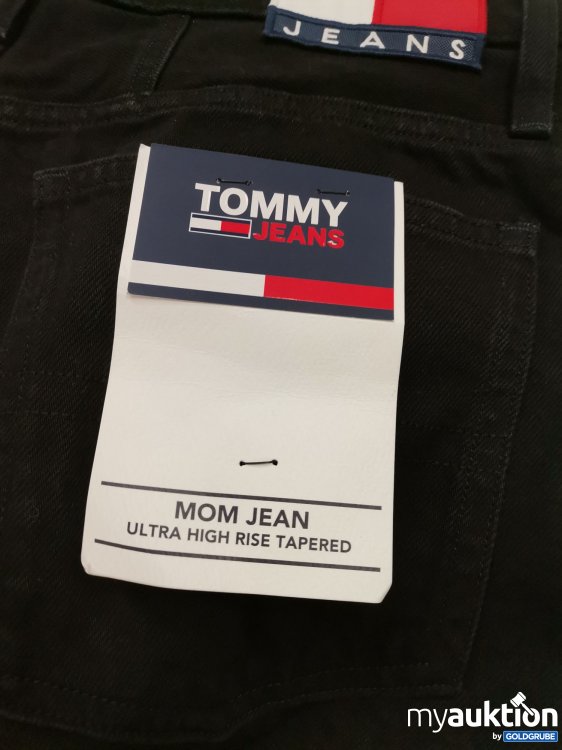 JEANS
TOMMY
JEANS
MOM JEAN
ULTRA HIGH RISE TAPERED
myauktion
by GOLDGRUBE